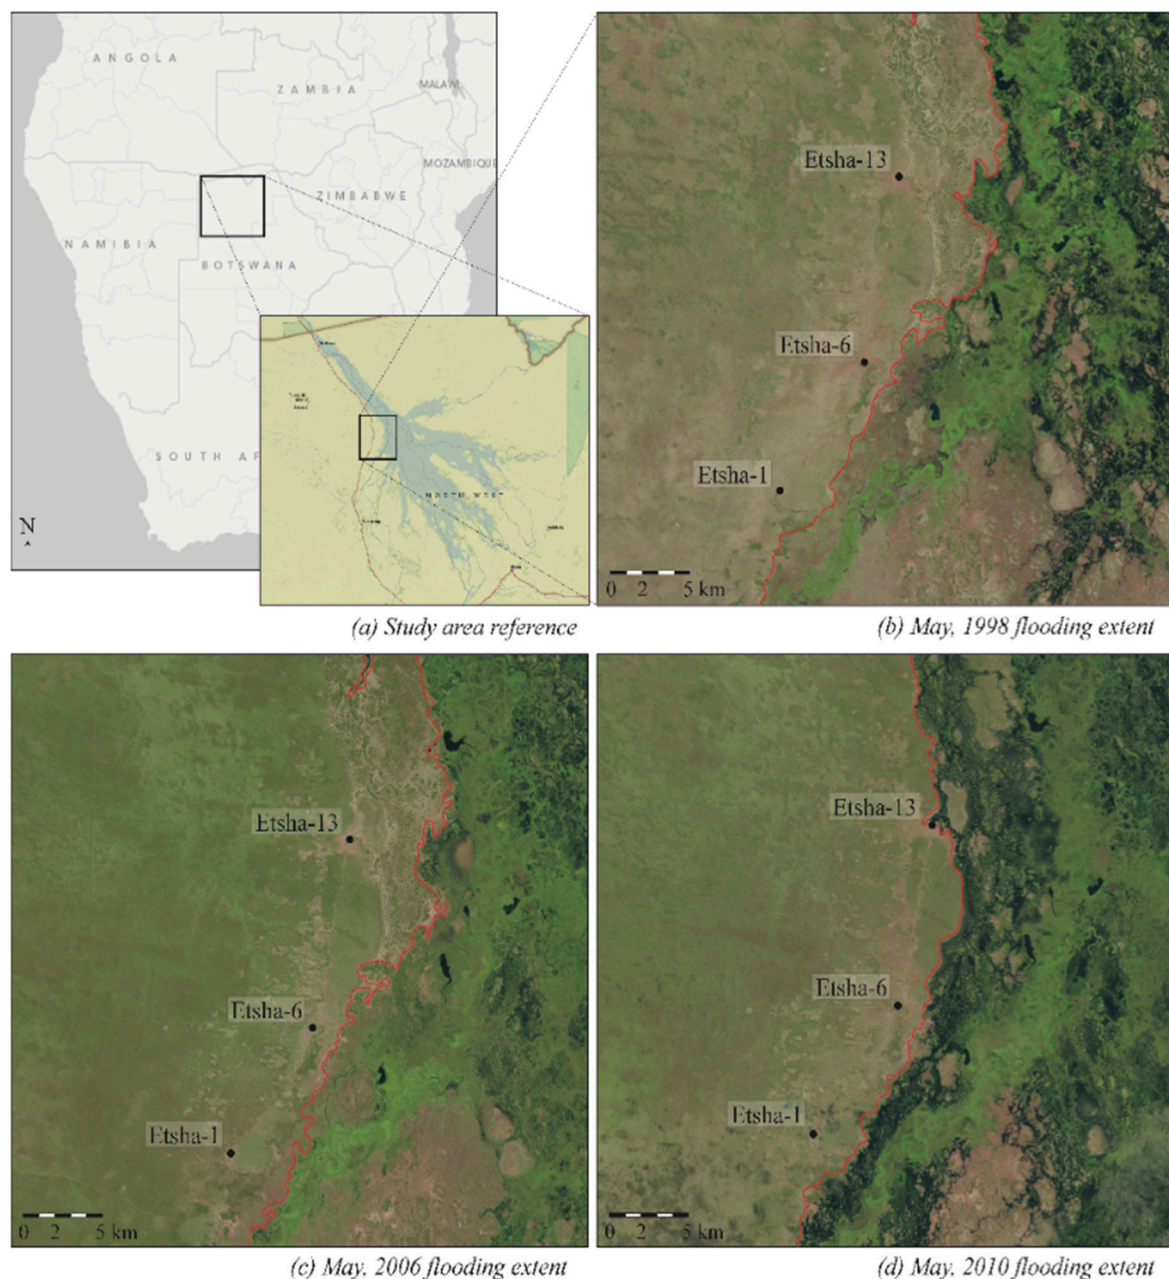 ANGOLA
ZAMBIA
MALAWI
MOZAMBIQUE
ZIMBABWE
NAMIBIA
BOTSWANA
SOUTH AF
N
NORTH WEST
(a) Study area reference
Etsha-13
Etsha-6
Etsha-1
0 2 5 km
(b) May, 1998 flooding extent
Etsha-13
Etsha-6
Etsha-1
0 2 5 km
(c) May, 2006 flooding extent
Etsha-13
Etsha-6
Etsha-1
0 2 5 km
(d) May, 2010 flooding extent